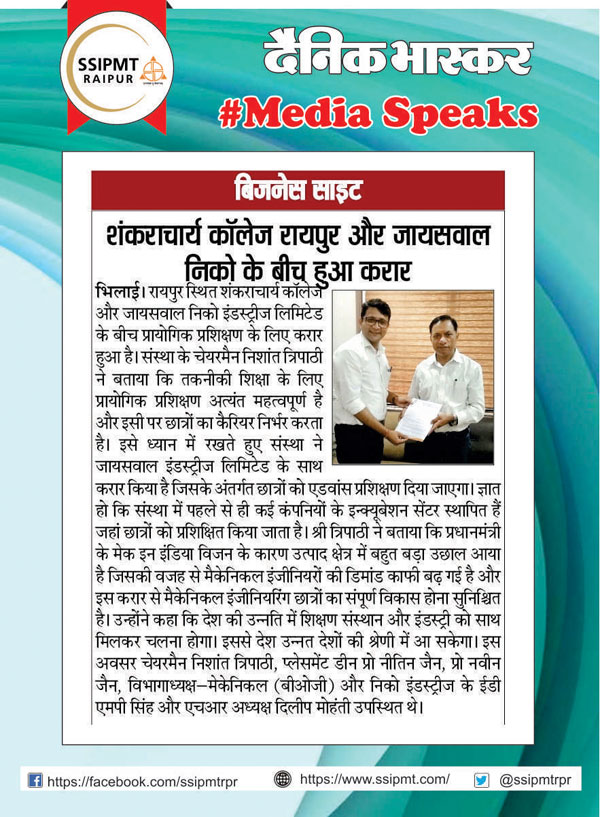 SSIPMT
RAIPUR
दैनिक भास्कर
#Media Speaks
बिजनेस साइट
शंकराचार्य कॉलेज रायपुर और जायसवाल
निको के बीच हुआ करार
भिलाई। रायपुर स्थित शंकराचार्य कॉलेज
और जायसवाल निको इंडस्ट्रीज लिमिटेड
के बीच प्रायोगिक प्रशिक्षण के लिए करार
हुआ है। संस्था के चेयरमैन निशांत त्रिपाठी
ने बताया कि तकनीकी शिक्षा के लिए
प्रायोगिक प्रशिक्षण अत्यंत महत्वपूर्ण है
और इसी पर छात्रों का कैरियर निर्भर करता
है। इसे ध्यान में रखते हुए संस्था ने
जायसवाल इंडस्ट्रीज लिमिटेड के साथ
करार किया है जिसके अंतर्गत छात्रों को एडवांस प्रशिक्षण दिया जाएगा। ज्ञात
हो कि संस्था में पहले से ही कई कंपनियों के इन्क्यूबेशन सेंटर स्थापित हैं
जहां छात्रों को प्रशिक्षित किया जाता है। श्री त्रिपाठी ने बताया कि प्रधानमंत्री
के मेक इन इंडिया विजन के कारण उत्पाद क्षेत्र में बहुत बड़ा उछाल आया
है जिसकी वजह से मैकेनिकल इंजीनियरों की डिमांड काफी बढ़ गई है और
इस करार से मैकेनिकल इंजीनियरिंग छात्रों का संपूर्ण विकास होना सुनिश्चित
है। उन्होंने कहा कि देश की उन्नति में शिक्षण संस्थान और इंडस्ट्री को साथ
मिलकर चलना होगा। इससे देश उन्नत देशों की श्रेणी में आ सकेगा। इस
अवसर चेयरमैन निशांत त्रिपाठी, प्लेसमेंट डीन प्रो नीतिन जैन, प्रो नवीन
जैन, विभागाध्यक्ष-मेकेनिकल (बीओजी) और निको इंडस्ट्रीज के ईडी
एमपी सिंह और एचआर अध्यक्ष दिलीप मोहंती उपस्थित थे।
https://facebook.com/ssipmtrpr
https://www.ssipmt.com/
@ssipmtrpr